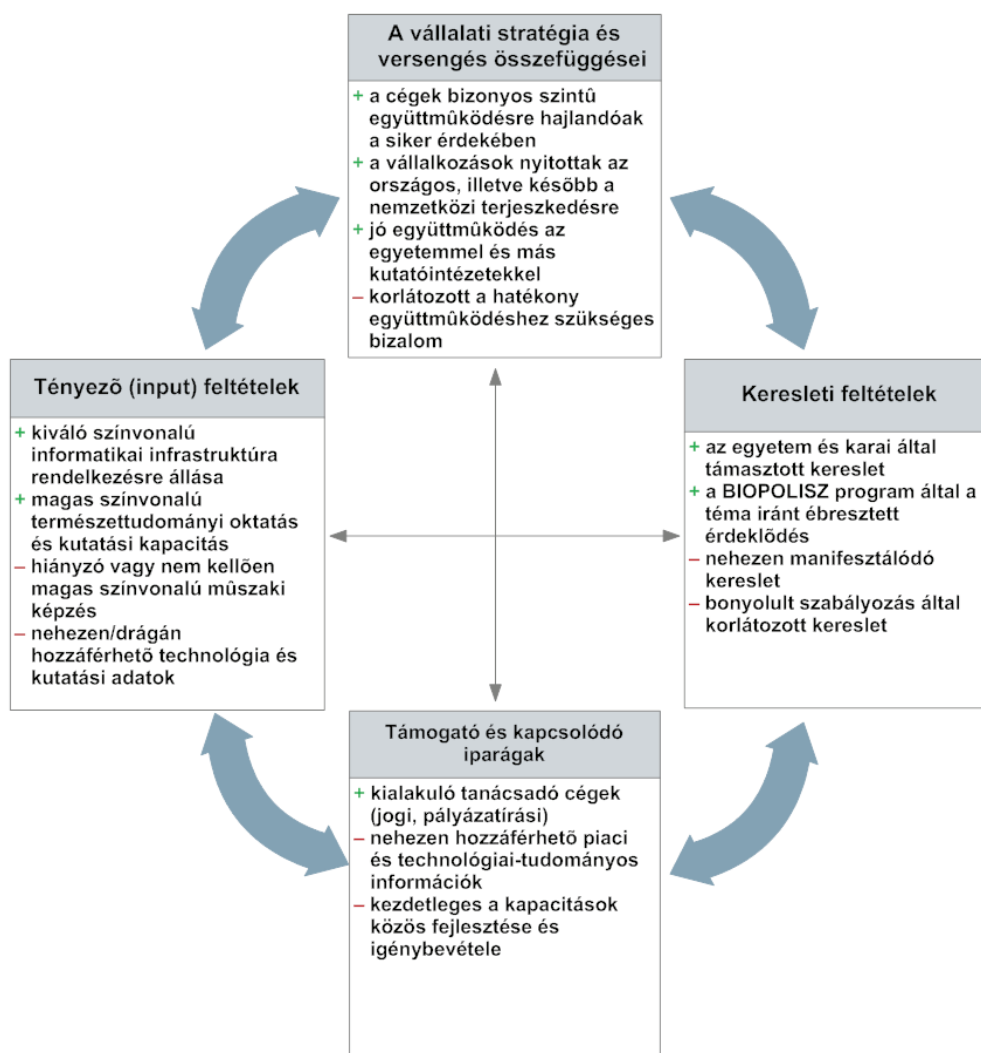 A vállalati stratégia és
versengés összefüggései
+ a cégek bizonyos szintû
együttmûködésre hajlandóak
a siker érdekében
+ a vállalkozások nyitottak az
országos, illetve késõbb a
nemzetközi terjeszkedésre
+ jó együttmûködés az
egyetemmel és más
kutatóintézetekkel
– korlátozott a hatékony
együttmûködéshez szükséges
bizalom
Tényezõ (input) feltételek
+ kiváló színvonalú
informatikai infrastruktúra
rendelkezésre állása
+ magas színvonalú
természettudományi oktatás
és kutatási kapacitás
– hiányzó vagy nem kellõen
magas színvonalú mûszaki
képzés
– nehezen/drágán
hozzáférhetõ technológia és
kutatási adatok
Keresleti feltételek
+ az egyetem és karai által
támasztott kereslet
+ a BIOPOLISZ program által a
téma iránt ébresztett
érdeklõdés
– nehezen manifesztálódó
kereslet
– bonyolult szabályozás által
korlátozott kereslet
Támogató és kapcsolódó
iparágak
+ kialakuló tanácsadó cégek
(jogi, pályázatírási)
– nehezen hozzáférhetõ piaci
és technológiai-tudományos
információk
– kezdetleges a kapacitások
közös fejlesztése és
igénybevétele